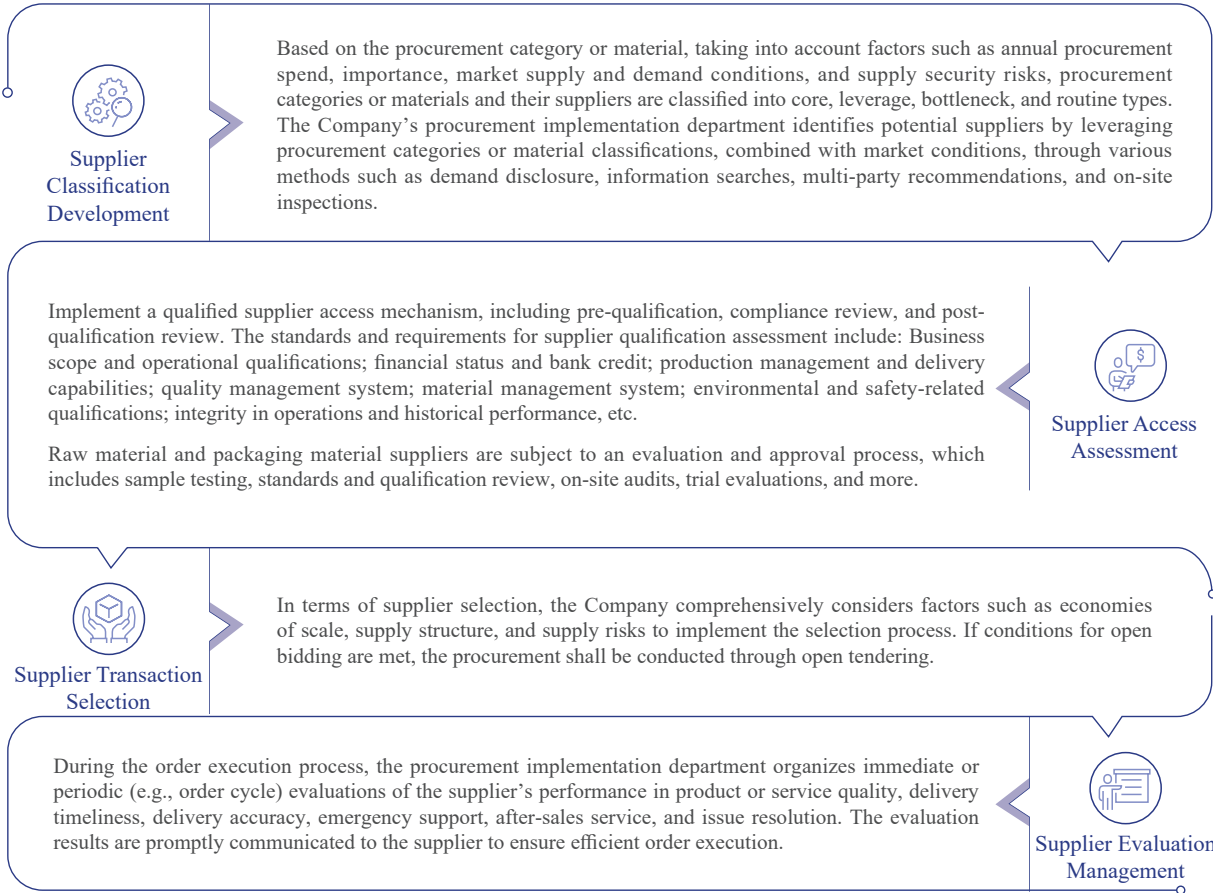 Supplier
Classification
Development
Based on the procurement category or material, taking into account factors such as annual procurement
spend, importance, market supply and demand conditions, and supply security risks, procurement
categories or materials and their suppliers are classified into core, leverage, bottleneck, and routine types.
The Company’s procurement implementation department identifies potential suppliers by leveraging
procurement categories or material classifications, combined with market conditions, through various
methods such as demand disclosure, information searches, multi-party recommendations, and on-site
inspections.
Implement a qualified supplier access mechanism, including pre-qualification, compliance review, and post-
qualification review. The standards and requirements for supplier qualification assessment include: Business
scope and operational qualifications; financial status and bank credit; production management and delivery
capabilities; quality management system; material management system; environmental and safety-related
qualifications; integrity in operations and historical performance, etc.
Raw material and packaging material suppliers are subject to an evaluation and approval process, which
includes sample testing, standards and qualification review, on-site audits, trial evaluations, and more.
$
Supplier Access
Assessment
Supplier Transaction
Selection
In terms of supplier selection, the Company comprehensively considers factors such as economies
of scale, supply structure, and supply risks to implement the selection process. If conditions for open
bidding are met, the procurement shall be conducted through open tendering.
During the order execution process, the procurement implementation department organizes immediate or
periodic (e.g., order cycle) evaluations of the supplier’s performance in product or service quality, delivery
timeliness, delivery accuracy, emergency support, after-sales service, and issue resolution. The evaluation
results are promptly communicated to the supplier to ensure efficient order execution.
Supplier Evaluation
Management